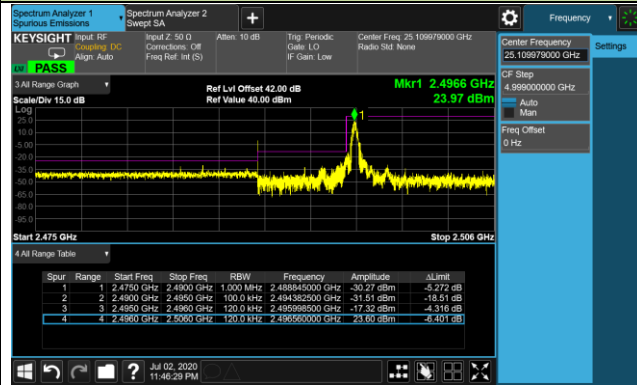 Spectrum Analyzer 1
Spurious Emissions
Spectrum Analyzer 2
Swept SA
Frequency
KEYSIGHT
Input: RF
Coupling: DC
Align: Auto
Input Z: 50 Ω
Corrections: Off
Freq Ref: Int (S)
Atten: 10 dB
Trig: Periodic
Gate: LO
IF Gain: Low
Center Freq: 25.109979000 GHz
Radio Std: None
PASS
Center Frequency
25.109979000 GHz
Settings
CF Step
4.999000000 GHz
Auto
Man
Freq Offset
0 Hz
3 All Range Graph
Scale/Div 15.0 dB
Ref Lvl Offset 42.00 dB
Ref Value 40.00 dBm
Mkr1 2.4966 GHz
23.97 dBm
Log
25.0
10.0
-5.00
-20.0
-35.0
-50.0
-65.0
-80.0
-95.0
1
Start 2.475 GHz
Stop 2.506 GHz
4 All Range Table
Spur Range Start Freq Stop Freq RBW Frequency Amplitude ΔLimit
1 1 2.4750 GHz 2.4900 GHz 1.000 MHz 2.488845000 GHz -30.27 dBm -5.272 dB
2 2 2.4900 GHz 2.4950 GHz 100.0 kHz 2.494382500 GHz -31.51 dBm -18.51 dB
3 3 2.4950 GHz 2.4960 GHz 120.0 kHz 2.495998500 GHz -17.32 dBm -4.316 dB
4 4 2.4960 GHz 2.5060 GHz 120.0 kHz 2.496560000 GHz 23.60 dBm -6.401 dB
?
Jul 02, 2020
11:46:29 PM